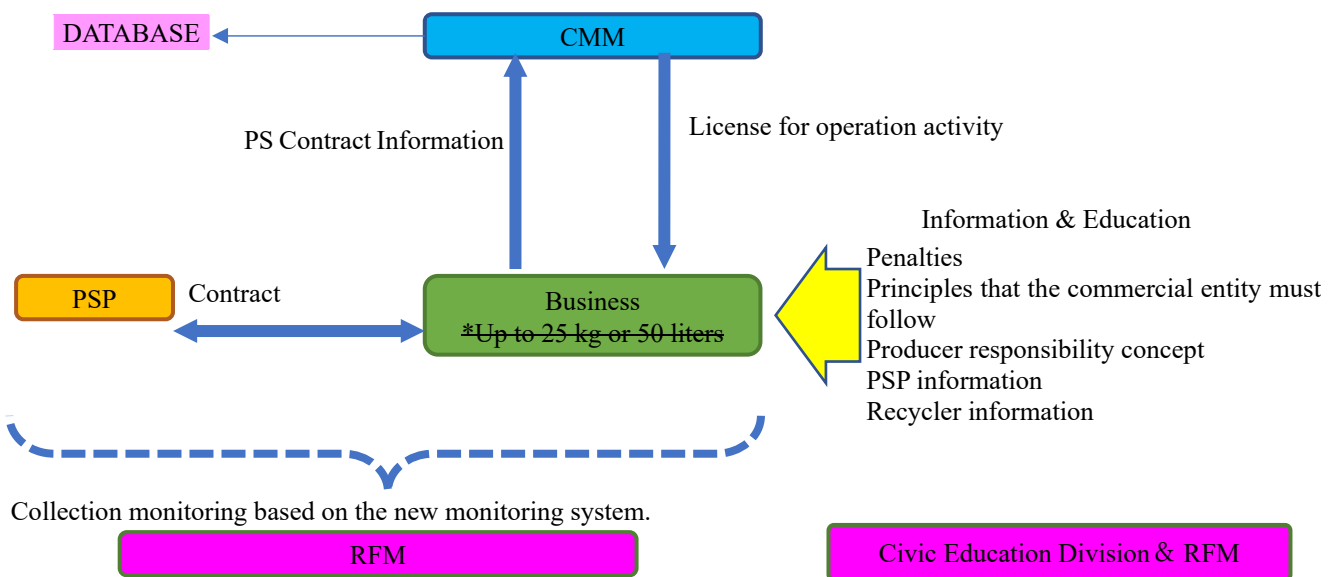 DATABASE
CMM
PS Contract Information
License for operation activity
Information & Education
Penalties
Principles that the commercial entity must
follow
Producer responsibility concept
PSP information
Recycler information
PSP
Contract
Business
*Up to 25 kg or 50 liters
Collection monitoring based on the new monitoring system.
RFM
Civic Education Division & RFM